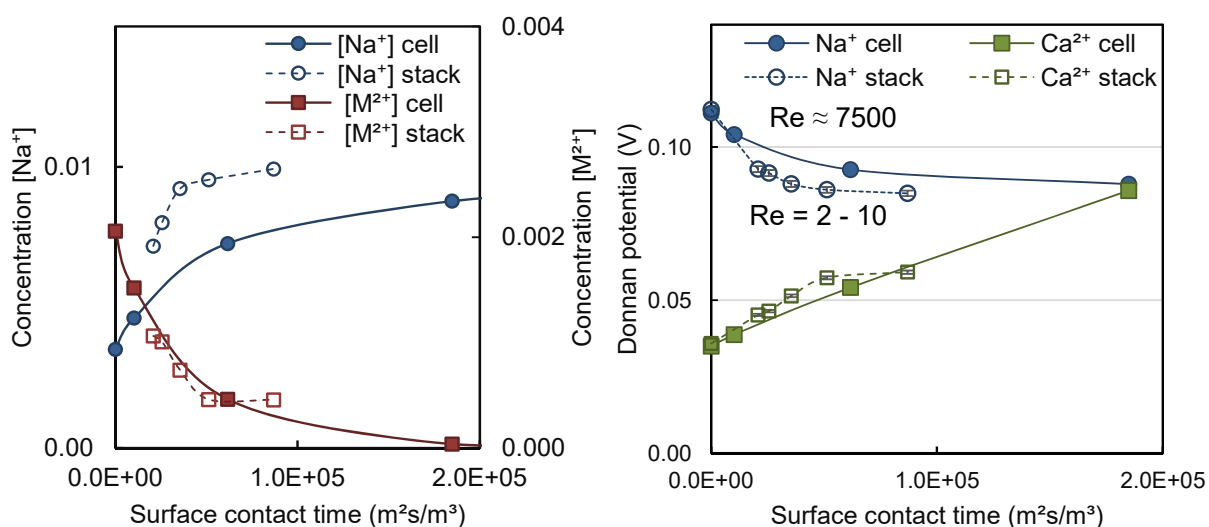 [Na⁺] cell
[Na⁺] stack
[M²⁺] cell
[M²⁺] stack
0.01
0.00
Concentration [Na⁺]
0.004
0.002
0.000
Concentration [M²⁺]
0.0E+00
1.0E+05
2.0E+05
Surface contact time (m²s/m³)
Na⁺ cell
Ca²⁺ cell
Na⁺ stack
Ca²⁺ stack
Re ≈ 7500
Re = 2 - 10
0.10
0.05
0.00
Donnan potential (V)
0.0E+00
1.0E+05
2.0E+05
Surface contact time (m²s/m³)